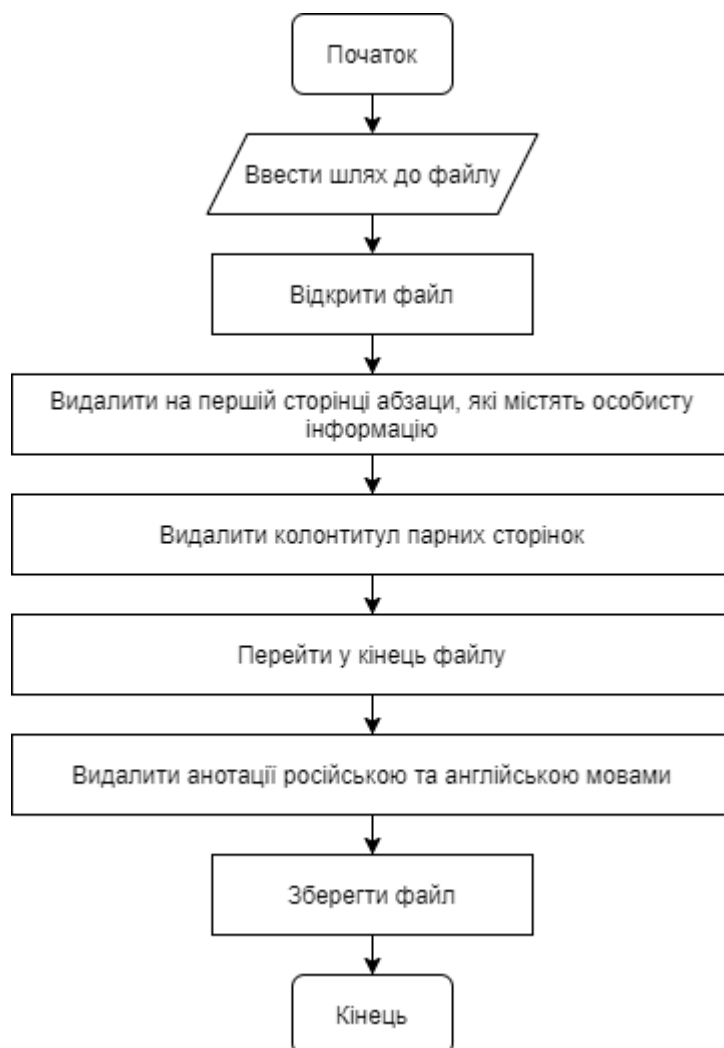 Початок
Ввести шлях до файлу
Відкрити файл
Видалити на першій сторінці абзаци, які містять особисту
інформацію
Видалити колонтитул парних сторінок
Перейти у кінець файлу
Видалити анотації російською та англійською мовами
Зберегти файл
Кінець